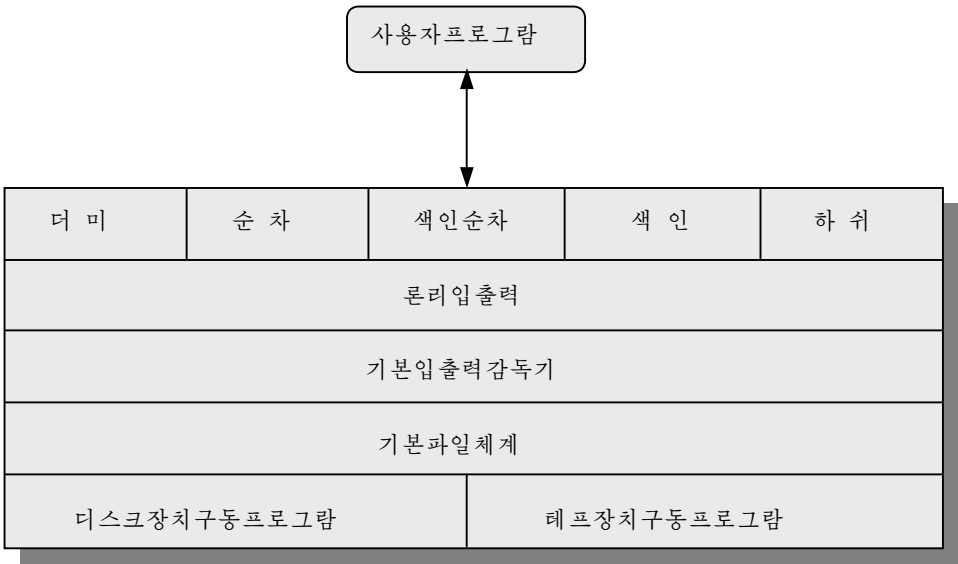 사용자프로그람
더 미 순 차 색인순차 색 인 하 쉬
론리입출력
기본입출력감독기
기본파일체계
디스크장치구동프로그람 테프장치구동프로그람